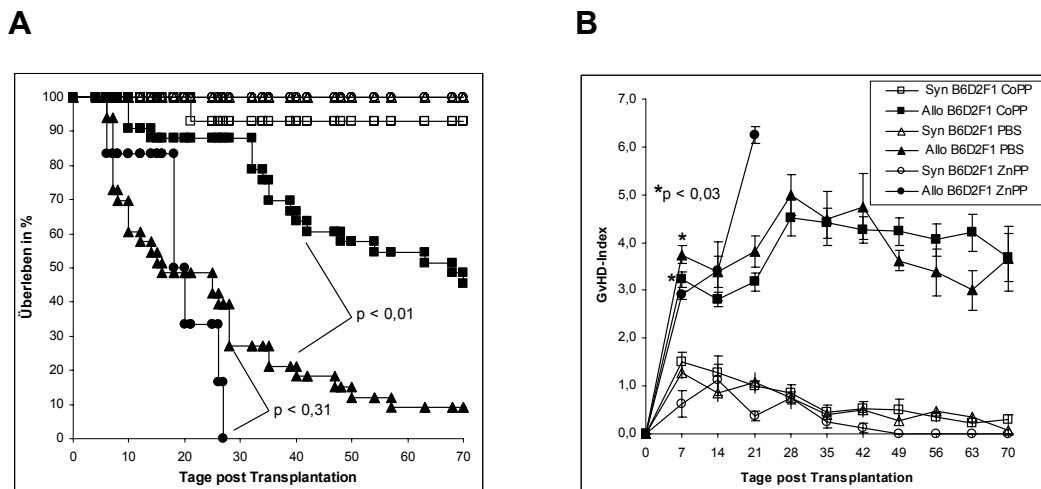 A
B
Überleben in %
100
90
80
70
60
50
40
30
20
10
0
0 10 20 30 40 50 60 70
Tage post Transplantation
p < 0,01
p < 0,31
GvHD-Index
7,0
6,0
5,0
4,0
3,0
2,0
1,0
0,0
0 7 14 21 28 35 42 49 56 63 70
Tage post Transplantation
*p < 0,03
*
*
Syn B6D2F1 CoPP
Allo B6D2F1 CoPP
Syn B6D2F1 PBS
Allo B6D2F1 PBS
Syn B6D2F1 ZnPP
Allo B6D2F1 ZnPP